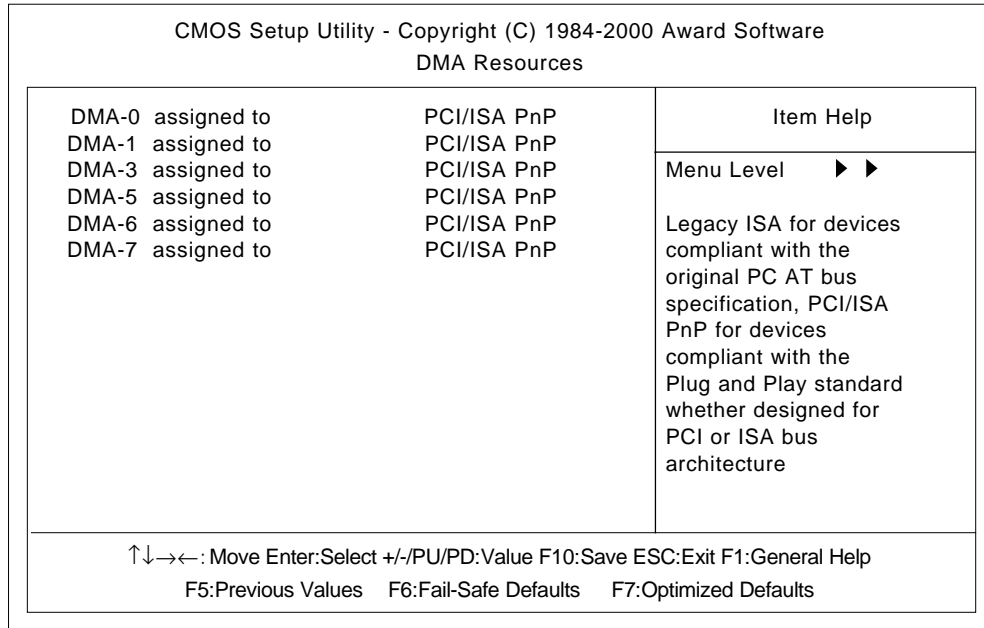 CMOS Setup Utility - Copyright (C) 1984-2000 Award Software
DMA Resources
DMA-0 assigned to PCI/ISA PnP
DMA-1 assigned to PCI/ISA PnP
DMA-3 assigned to PCI/ISA PnP
DMA-5 assigned to PCI/ISA PnP
DMA-6 assigned to PCI/ISA PnP
DMA-7 assigned to PCI/ISA PnP
Item Help
Menu Level ▶ ▶
Legacy ISA for devices
compliant with the
original PC AT bus
specification, PCI/ISA
PnP for devices
compliant with the
Plug and Play standard
whether designed for
PCI or ISA bus
architecture
↑↓→←: Move Enter:Select +/-/PU/PD:Value F10:Save ESC:Exit F1:General Help
F5:Previous Values F6:Fail-Safe Defaults F7:Optimized Defaults